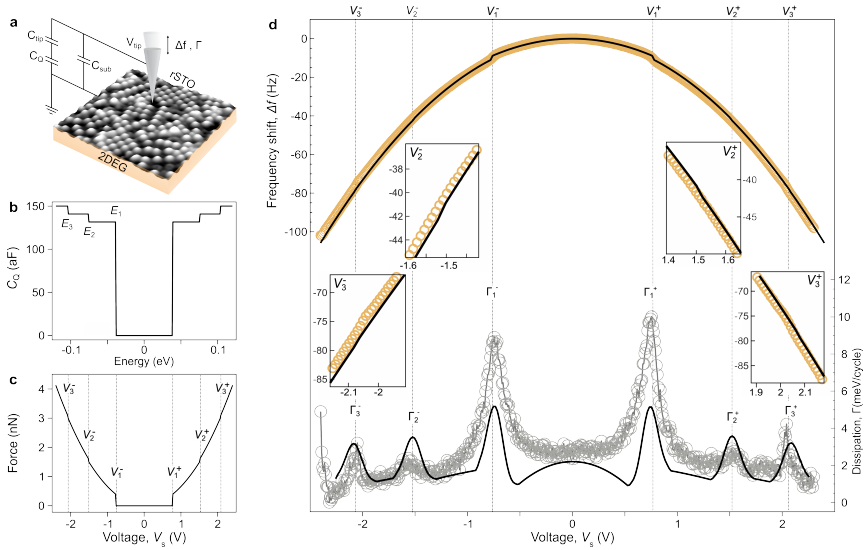 a
C_tip
C_Q
C_sub
V_tip
Δf , Γ
rSTO
2DEG
b
150
100
50
0
C_Q (aF)
E_1
E_2
E_3
-0.1
0.0
0.1
Energy (eV)
c
4
3
2
1
0
Force (nN)
V_3^-
V_2^-
V_1^-
V_1^+
V_2^+
V_3^+
-2
-1
0
1
2
Voltage, V_s (V)
d
V_3^-
V_2^-
V_1^-
V_1^+
V_2^+
V_3^+
0
-20
-40
-60
-80
-100
Frequency shift, Δf (Hz)
V_2^-
-38
-40
-42
-44
-1.6
-1.5
V_2^+
-40
-45
1.4
1.5
1.6
V_3^-
-70
-75
-80
-85
-2.1
-2
V_3^+
-70
-75
-80
-85
1.9
2
2.1
Γ_1^-
Γ_1^+
Γ_3^-
Γ_2^-
Γ_2^+
Γ_3^+
12
10
8
6
4
2
0
Dissipation, Γ (meV/cycle)
-2
-1
0
1
2
Voltage, V_s (V)